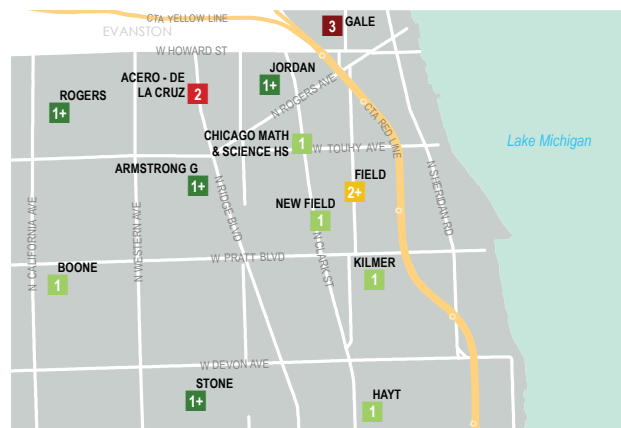 CTA YELLOW LINE
EVANSTON
3
GALE
N HOWARD ST
JORDAN
1+
ACERO - DE
LA CRUZ
2
ROGERS
1+
N ROGERS AVE
CTA RED LINE
CHICAGO MATH
& SCIENCE HS
1
W TOUHY AVE
Lake Michigan
ARMSTRONG G
1+
FIELD
2+
N SHERIDAN RD
N RIDGE BLVD
NEW FIELD
1
N CALIFORNIA AVE
N WESTERN AVE
N CLARK ST
W PRATT BLVD
BOONE
1
KILMER
1
W DEVON AVE
STONE
1+
HAYT
1